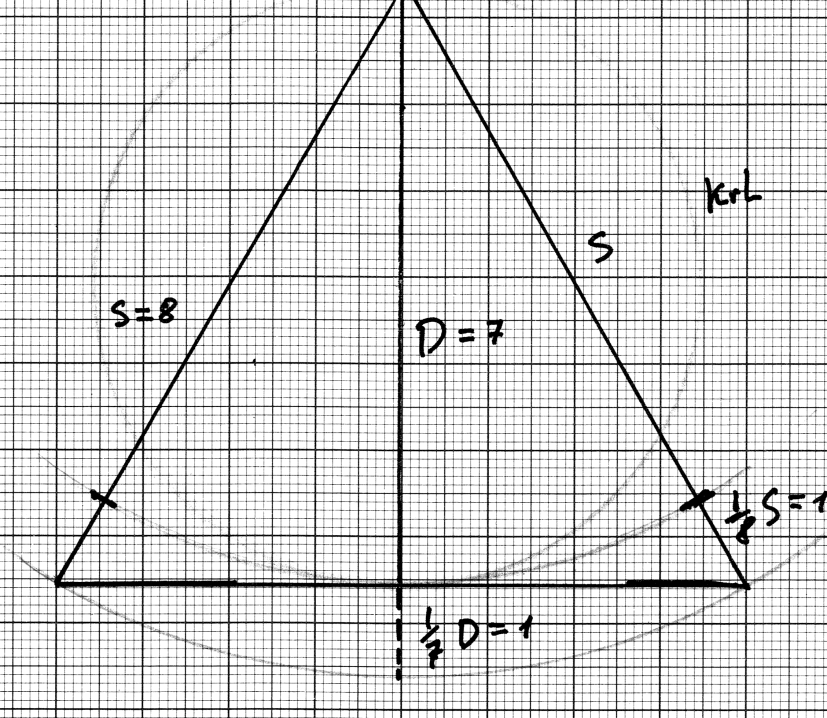 KrL
S
S=8
D=7
1/8 S=1
1/7 D=1